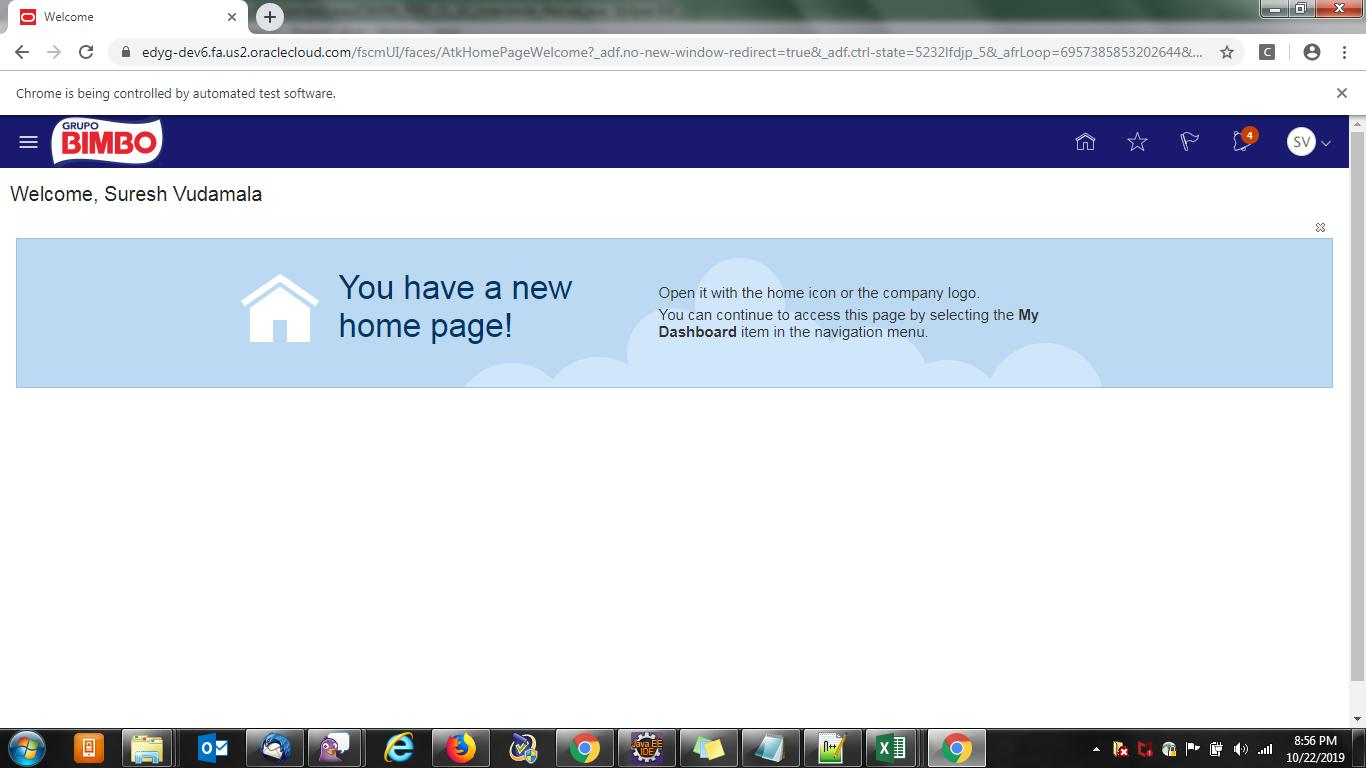 Welcome
edyg-dev6.fa.us2.oraclecloud.com/fscmUI/faces/AtkHomePageWelcome?_adf.no-new-window-redirect=true&_adf.ctrl-state=5232lfdjp_5&_afrLoop=6957385853202644&...
C
Chrome is being controlled by automated test software.
GRUPO
BIMBO
4
SV
Welcome, Suresh Vudamala
You have a new
home page!
Open it with the home icon or the company logo.
You can continue to access this page by selecting the My
Dashboard item in the navigation menu.
Java EE
IDE
8:56 PM
10/22/2019